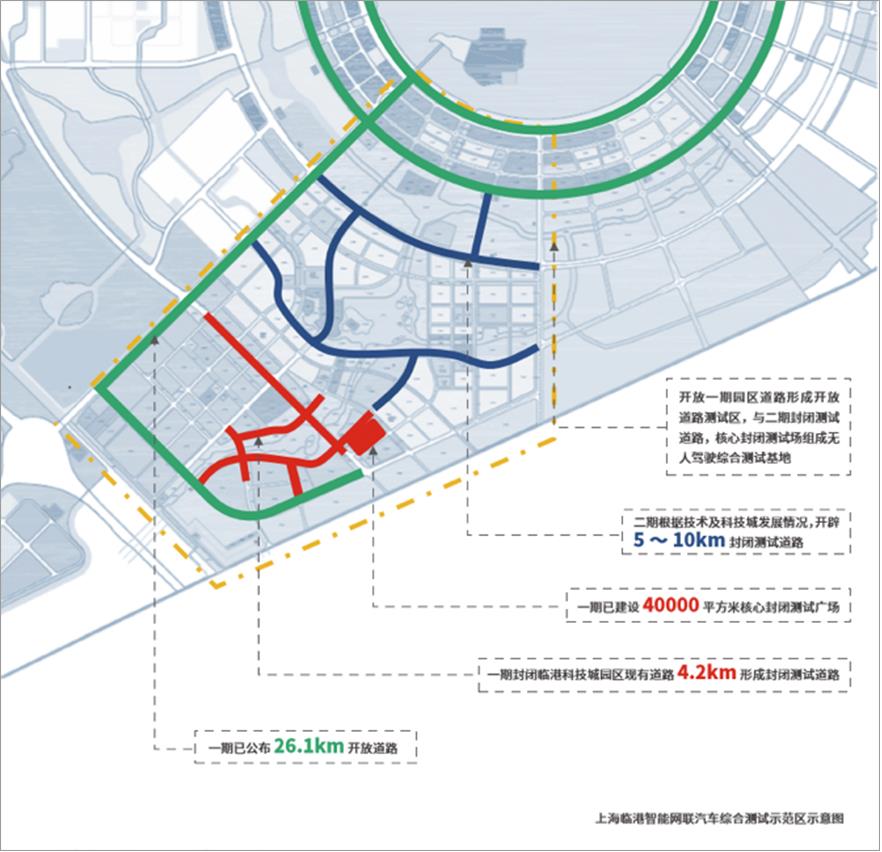 开放一期园区道路形成开放
道路测试区，与二期封闭测试
道路，核心封闭测试场组成无
人驾驶综合测试基地
二期根据技术及科技城发展情况，开辟
5～10km 封闭测试道路
一期已建设 40000 平方米核心封闭测试广场
一期封闭临港科技城园区现有道路 4.2km 形成封闭测试道路
一期已公布 26.1km 开放道路
上海临港智能网联汽车综合测试示范区示意图